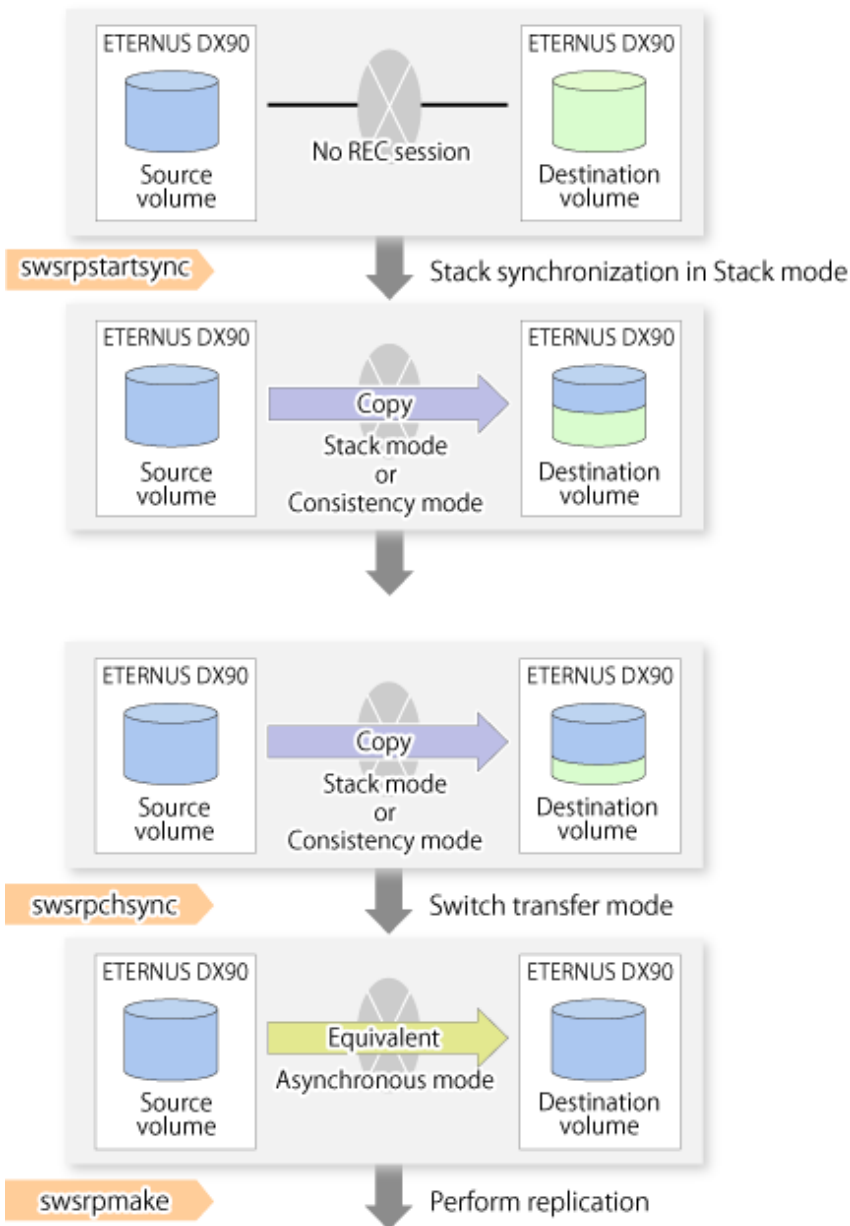 ETERNUS DX90
ETERNUS DX90
No REC session
Source
volume
Destination
volume
swsrpstartsync
Stack synchronization in Stack mode
ETERNUS DX90
ETERNUS DX90
Copy
Stack mode
or
Consistency mode
Source
volume
Destination
volume
ETERNUS DX90
ETERNUS DX90
Copy
Stack mode
or
Consistency mode
Source
volume
Destination
volume
swsrpchsync
Switch transfer mode
ETERNUS DX90
ETERNUS DX90
Equivalent
Asynchronous mode
Source
volume
Destination
volume
swsrpmake
Perform replication